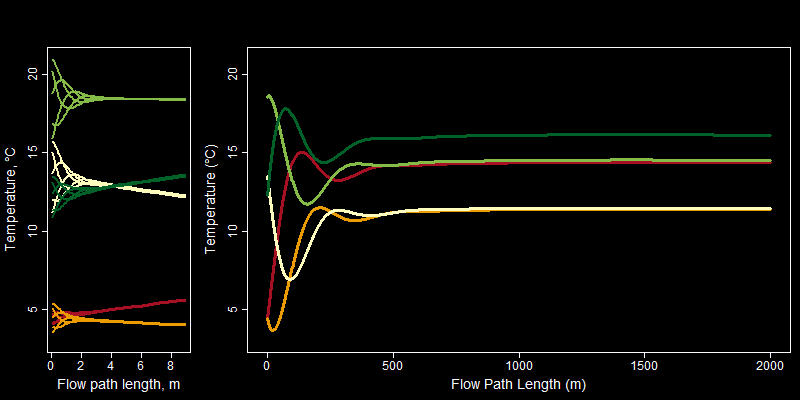 Temperature, °C
20
15
10
5
0 2 4 6 8
Flow path length, m
Temperature (°C)
20
15
10
5
0 500 1000 1500 2000
Flow Path Length (m)